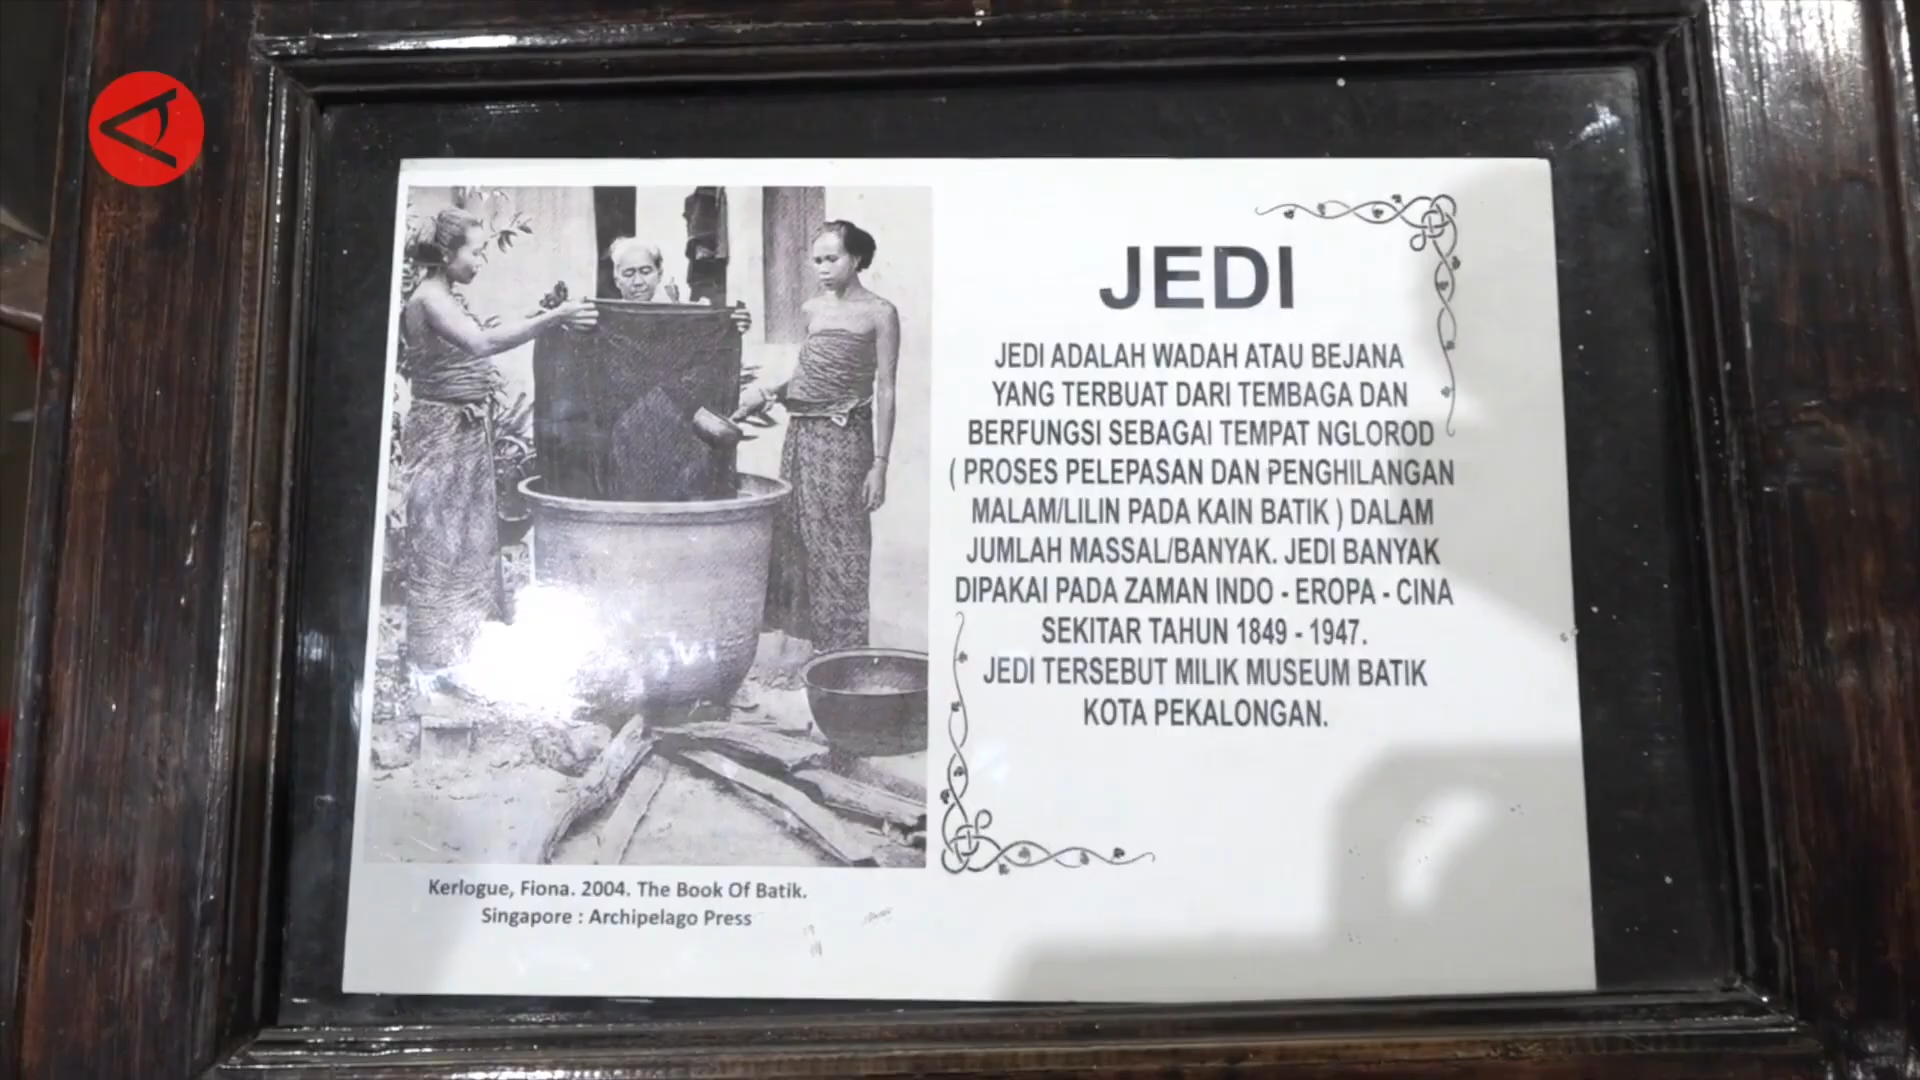 JEDI
JEDI ADALAH WADAH ATAU BEJANA
YANG TERBUAT DARI TEMBAGA DAN
BERFUNGSI SEBAGAI TEMPAT NGLOROD
( PROSES PELEPASAN DAN PENGHILANGAN
MALAM/LILIN PADA KAIN BATIK ) DALAM
JUMLAH MASSAL/BANYAK. JEDI BANYAK
DIPAKAI PADA ZAMAN INDO - EROPA - CINA
SEKITAR TAHUN 1849 - 1947.
JEDI TERSEBUT MILIK MUSEUM BATIK
KOTA PEKALONGAN.
Kerlogue, Fiona. 2004. The Book Of Batik.
Singapore : Archipelago Press